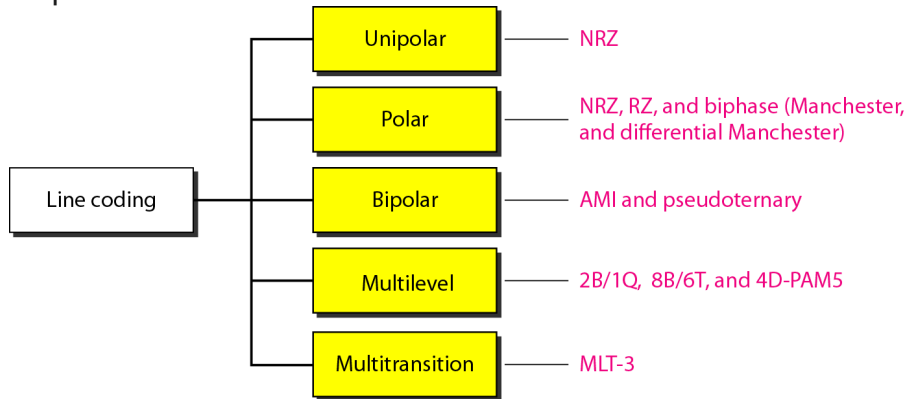 Unipolar
NRZ
Polar
NRZ, RZ, and biphase (Manchester,
and differential Manchester)
Line coding
Bipolar
AMI and pseudoternary
Multilevel
2B/1Q, 8B/6T, and 4D-PAM5
Multitransition
MLT-3